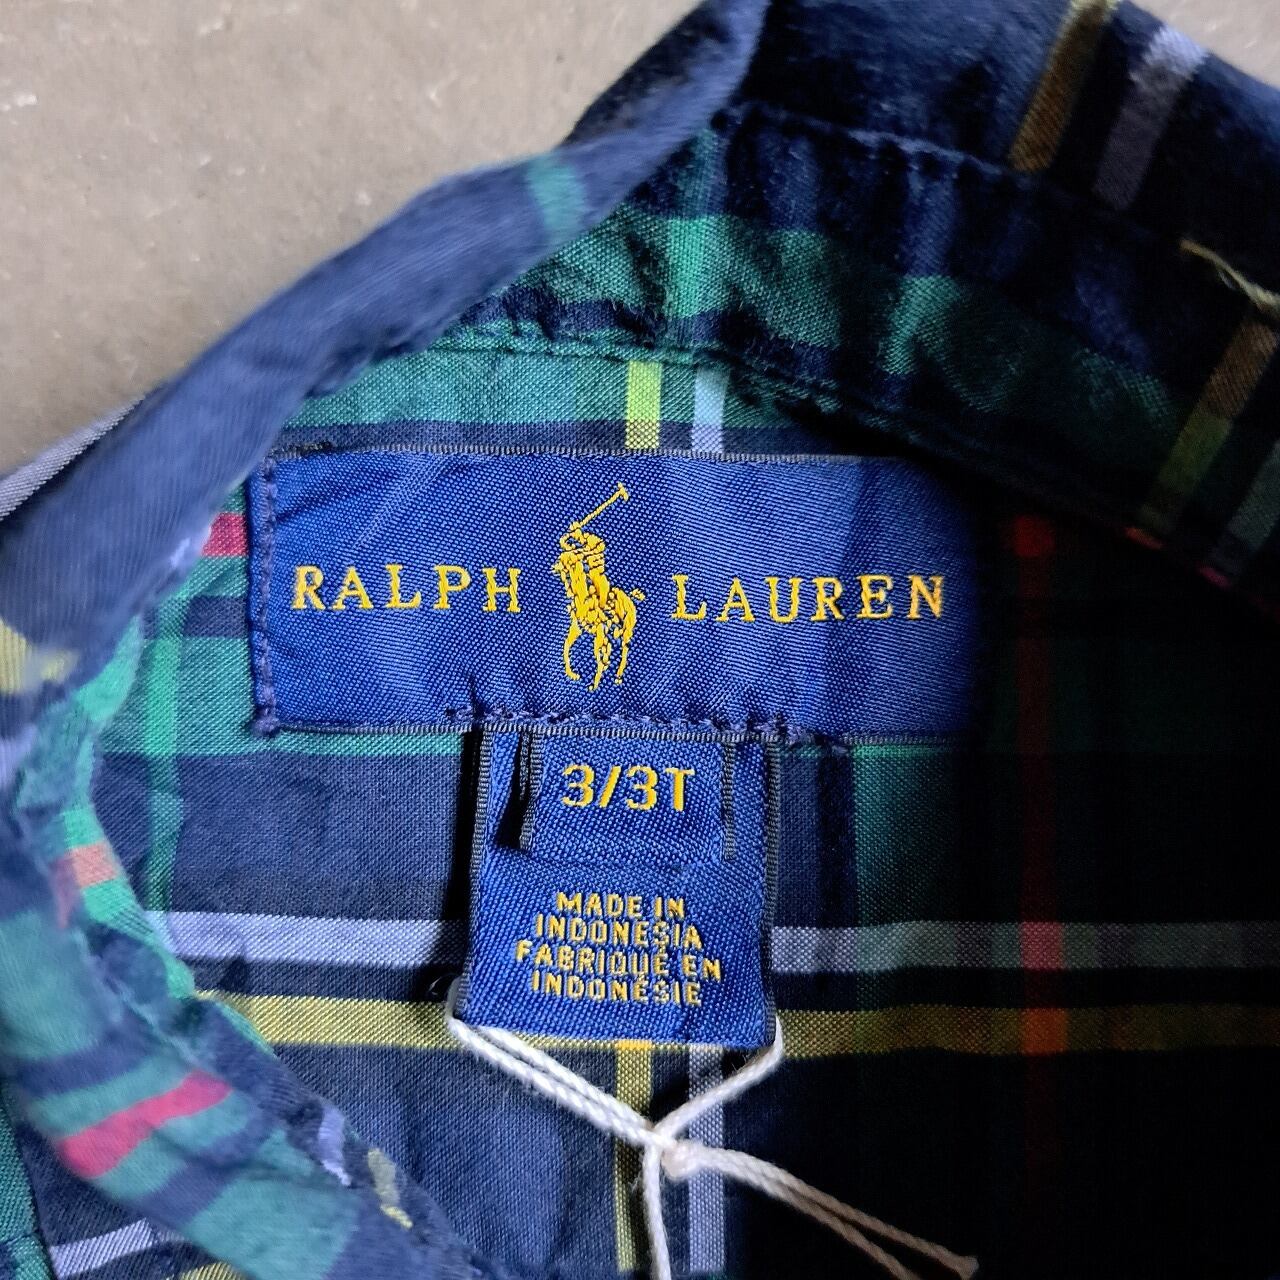 RALPH LAUREN
3/3T
MADE IN
INDONESIA
FABRIQUÉ EN
INDONÉSIE